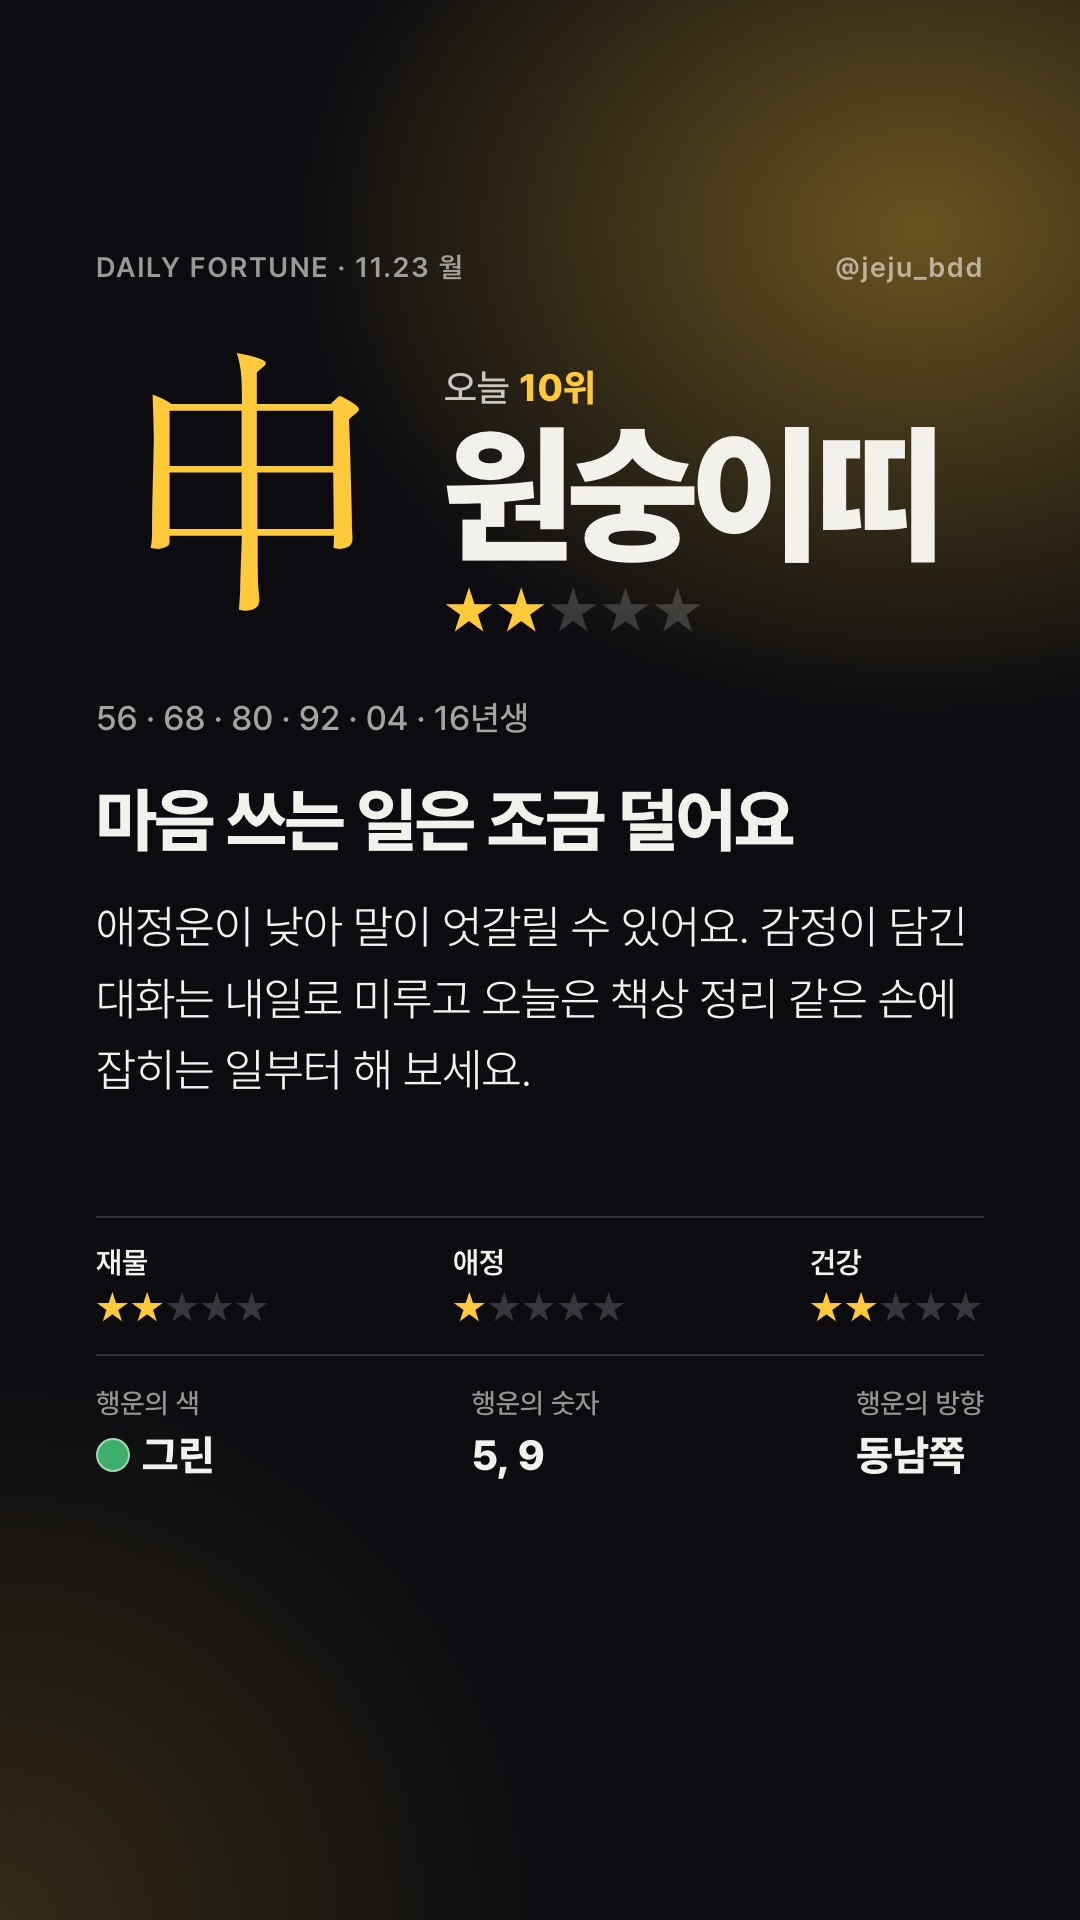 DAILY FORTUNE · 11.23 월
@jeju_bdd
申
오늘 10위
원숭이띠
★★★★★
56 · 68 · 80 · 92 · 04 · 16년생
마음 쓰는 일은 조금 덜어요
애정운이 낮아 말이 엇갈릴 수 있어요. 감정이 담긴
대화는 내일로 미루고 오늘은 책상 정리 같은 손에
잡히는 일부터 해 보세요.
재물 애정 건강
★★★★★ ★★★★★ ★★★★★
행운의 색 행운의 숫자 행운의 방향
그린 5, 9 동남쪽